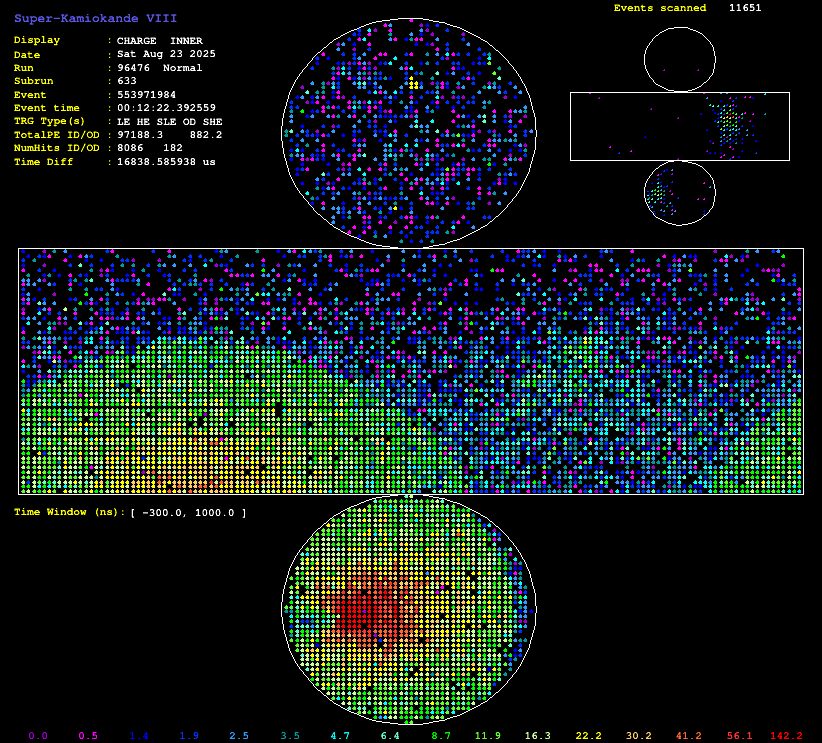 Super-Kamiokande VIII
Events scanned 11651
Display : CHARGE INNER
Date : Sat Aug 23 2025
Run : 96476 Normal
Subrun : 633
Event : 553971984
Event time : 00:12:22.392559
TRG Type(s) : LE HE SLE OD SHE
TotalPE ID/OD : 97188.3 882.2
NumHits ID/OD : 8086 182
Time Diff : 16838.585938 us
Time Window (ns): [ -300.0, 1000.0 ]
0.0 0.5 1.4 1.9 2.5 3.5 4.7 6.4 8.7 11.9 16.3 22.2 30.2 41.2 56.1 142.2